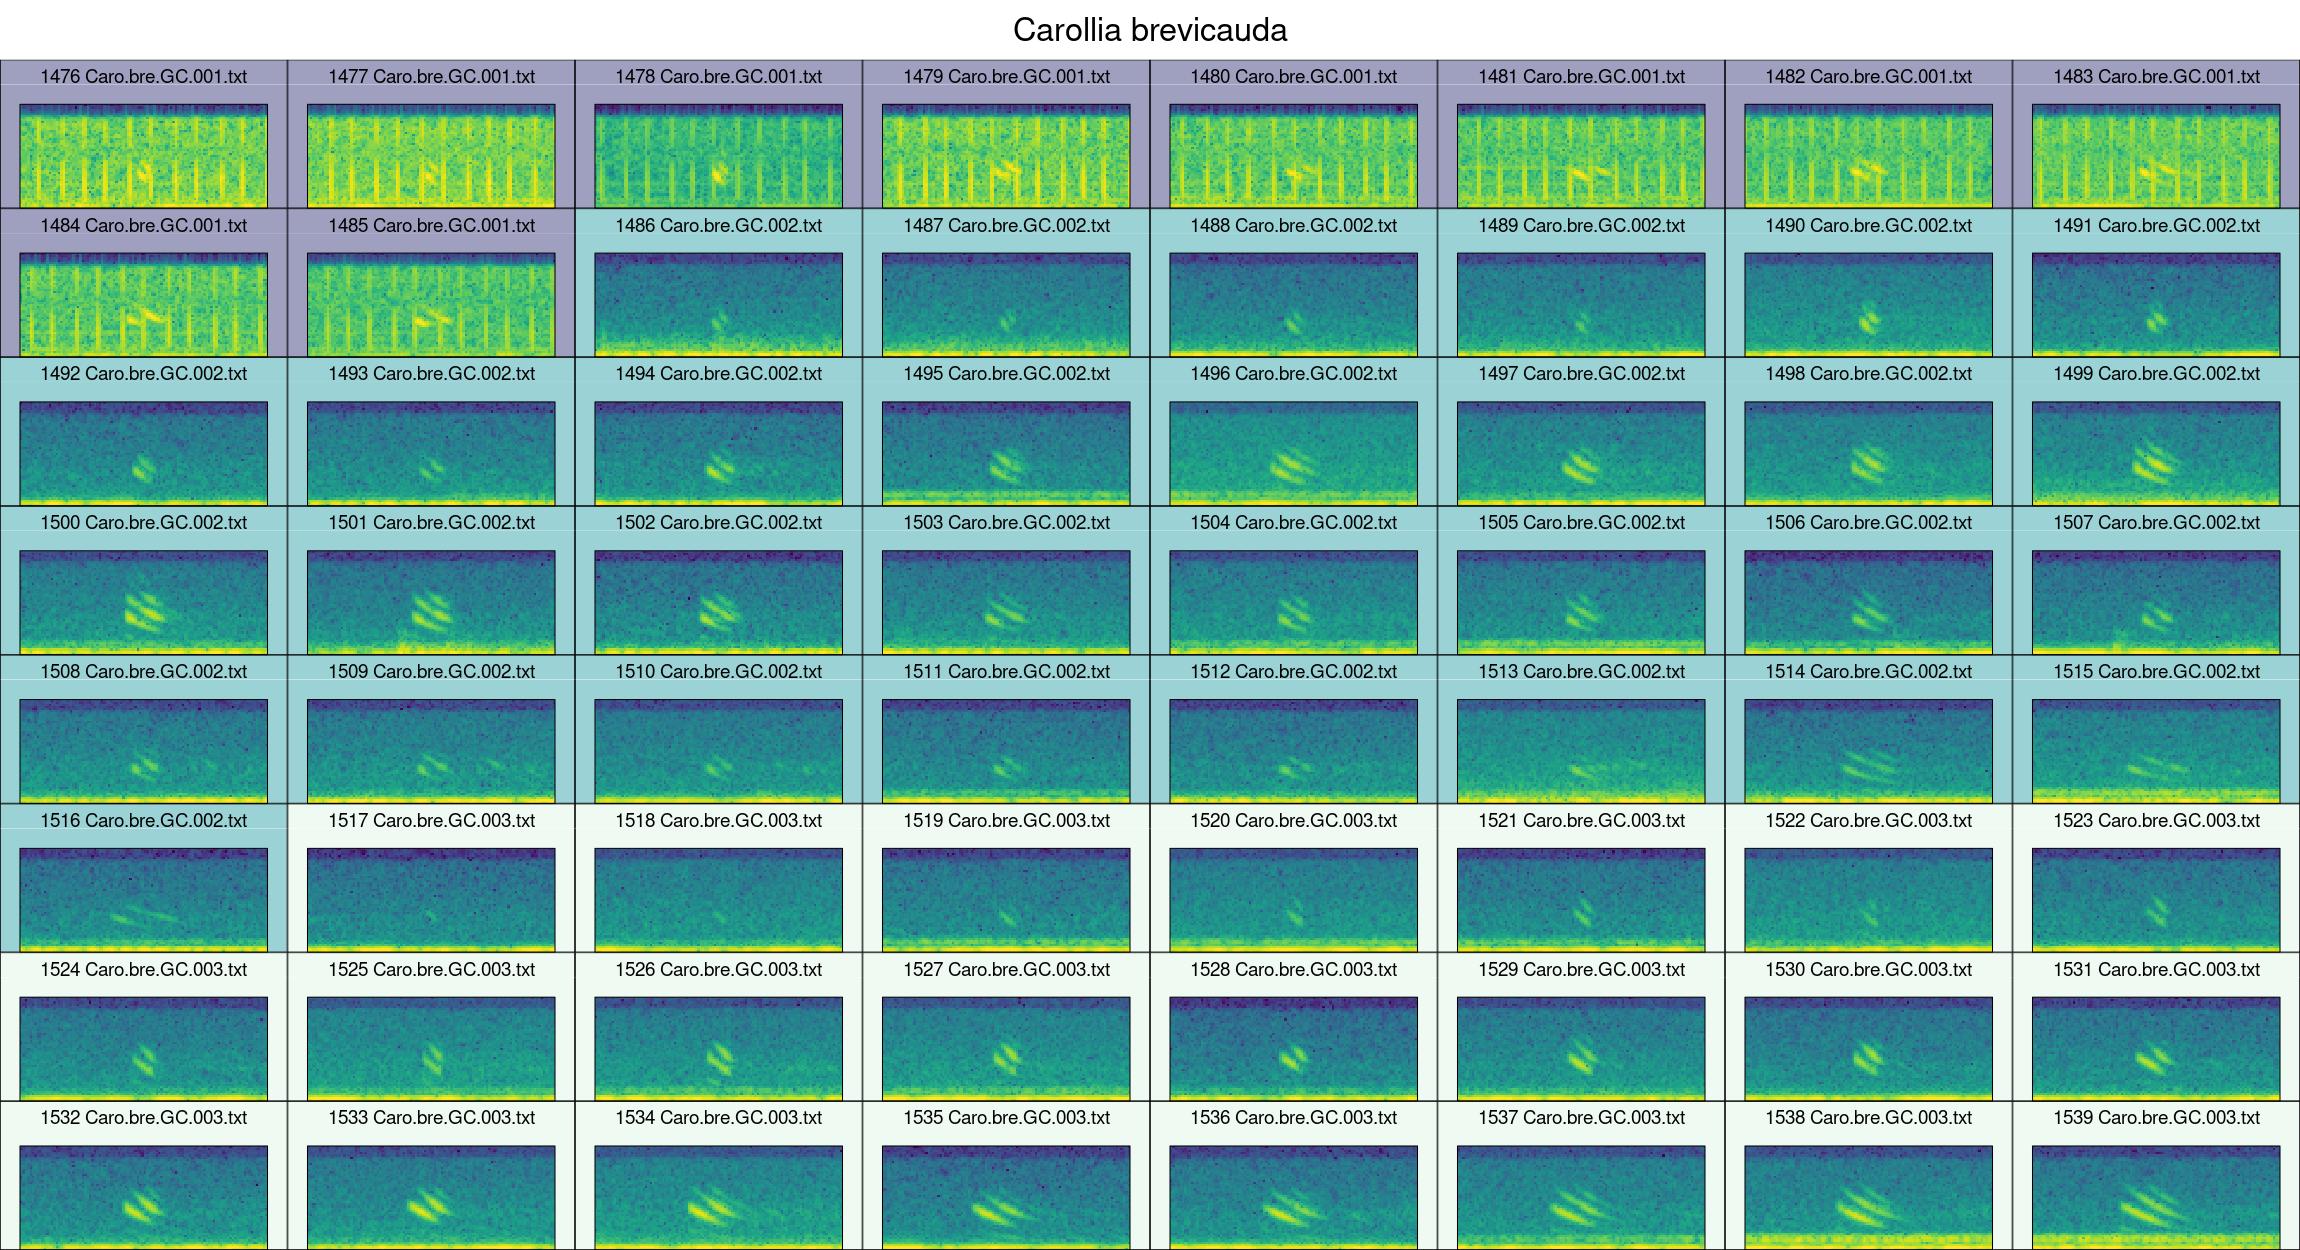 Carollia brevicauda
1476 Caro.bre.GC.001.txt 1477 Caro.bre.GC.001.txt 1478 Caro.bre.GC.001.txt 1479 Caro.bre.GC.001.txt 1480 Caro.bre.GC.001.txt 1481 Caro.bre.GC.001.txt 1482 Caro.bre.GC.001.txt 1483 Caro.bre.GC.001.txt
1484 Caro.bre.GC.001.txt 1485 Caro.bre.GC.001.txt 1486 Caro.bre.GC.002.txt 1487 Caro.bre.GC.002.txt 1488 Caro.bre.GC.002.txt 1489 Caro.bre.GC.002.txt 1490 Caro.bre.GC.002.txt 1491 Caro.bre.GC.002.txt
1492 Caro.bre.GC.002.txt 1493 Caro.bre.GC.002.txt 1494 Caro.bre.GC.002.txt 1495 Caro.bre.GC.002.txt 1496 Caro.bre.GC.002.txt 1497 Caro.bre.GC.002.txt 1498 Caro.bre.GC.002.txt 1499 Caro.bre.GC.002.txt
1500 Caro.bre.GC.002.txt 1501 Caro.bre.GC.002.txt 1502 Caro.bre.GC.002.txt 1503 Caro.bre.GC.002.txt 1504 Caro.bre.GC.002.txt 1505 Caro.bre.GC.002.txt 1506 Caro.bre.GC.002.txt 1507 Caro.bre.GC.002.txt
1508 Caro.bre.GC.002.txt 1509 Caro.bre.GC.002.txt 1510 Caro.bre.GC.002.txt 1511 Caro.bre.GC.002.txt 1512 Caro.bre.GC.002.txt 1513 Caro.bre.GC.002.txt 1514 Caro.bre.GC.002.txt 1515 Caro.bre.GC.002.txt
1516 Caro.bre.GC.002.txt 1517 Caro.bre.GC.003.txt 1518 Caro.bre.GC.003.txt 1519 Caro.bre.GC.003.txt 1520 Caro.bre.GC.003.txt 1521 Caro.bre.GC.003.txt 1522 Caro.bre.GC.003.txt 1523 Caro.bre.GC.003.txt
1524 Caro.bre.GC.003.txt 1525 Caro.bre.GC.003.txt 1526 Caro.bre.GC.003.txt 1527 Caro.bre.GC.003.txt 1528 Caro.bre.GC.003.txt 1529 Caro.bre.GC.003.txt 1530 Caro.bre.GC.003.txt 1531 Caro.bre.GC.003.txt
1532 Caro.bre.GC.003.txt 1533 Caro.bre.GC.003.txt 1534 Caro.bre.GC.003.txt 1535 Caro.bre.GC.003.txt 1536 Caro.bre.GC.003.txt 1537 Caro.bre.GC.003.txt 1538 Caro.bre.GC.003.txt 1539 Caro.bre.GC.003.txt